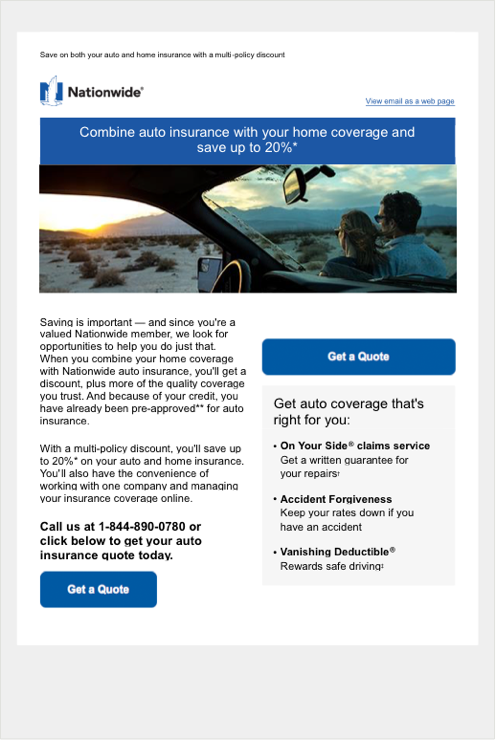 Save on both your auto and home insurance with a multi-policy discount
Nationwide®
View email as a web page
Combine auto insurance with your home coverage and
save up to 20%*
Saving is important — and since you're a
valued Nationwide member, we look for
opportunities to help you do just that.
When you combine your home coverage
with Nationwide auto insurance, you'll get a
discount, plus more of the quality coverage
you trust. And because of your credit, you
have already been pre-approved** for auto
insurance.
With a multi-policy discount, you'll save up
to 20%* on your auto and home insurance.
You'll also have the convenience of
working with one company and managing
your insurance coverage online.
Call us at 1-844-890-0780 or
click below to get your auto
insurance quote today.
Get a Quote
Get a Quote
Get auto coverage that's
right for you:
• On Your Side® claims service
Get a written guarantee for
your repairs†
• Accident Forgiveness
Keep your rates down if you
have an accident
• Vanishing Deductible®
Rewards safe driving‡